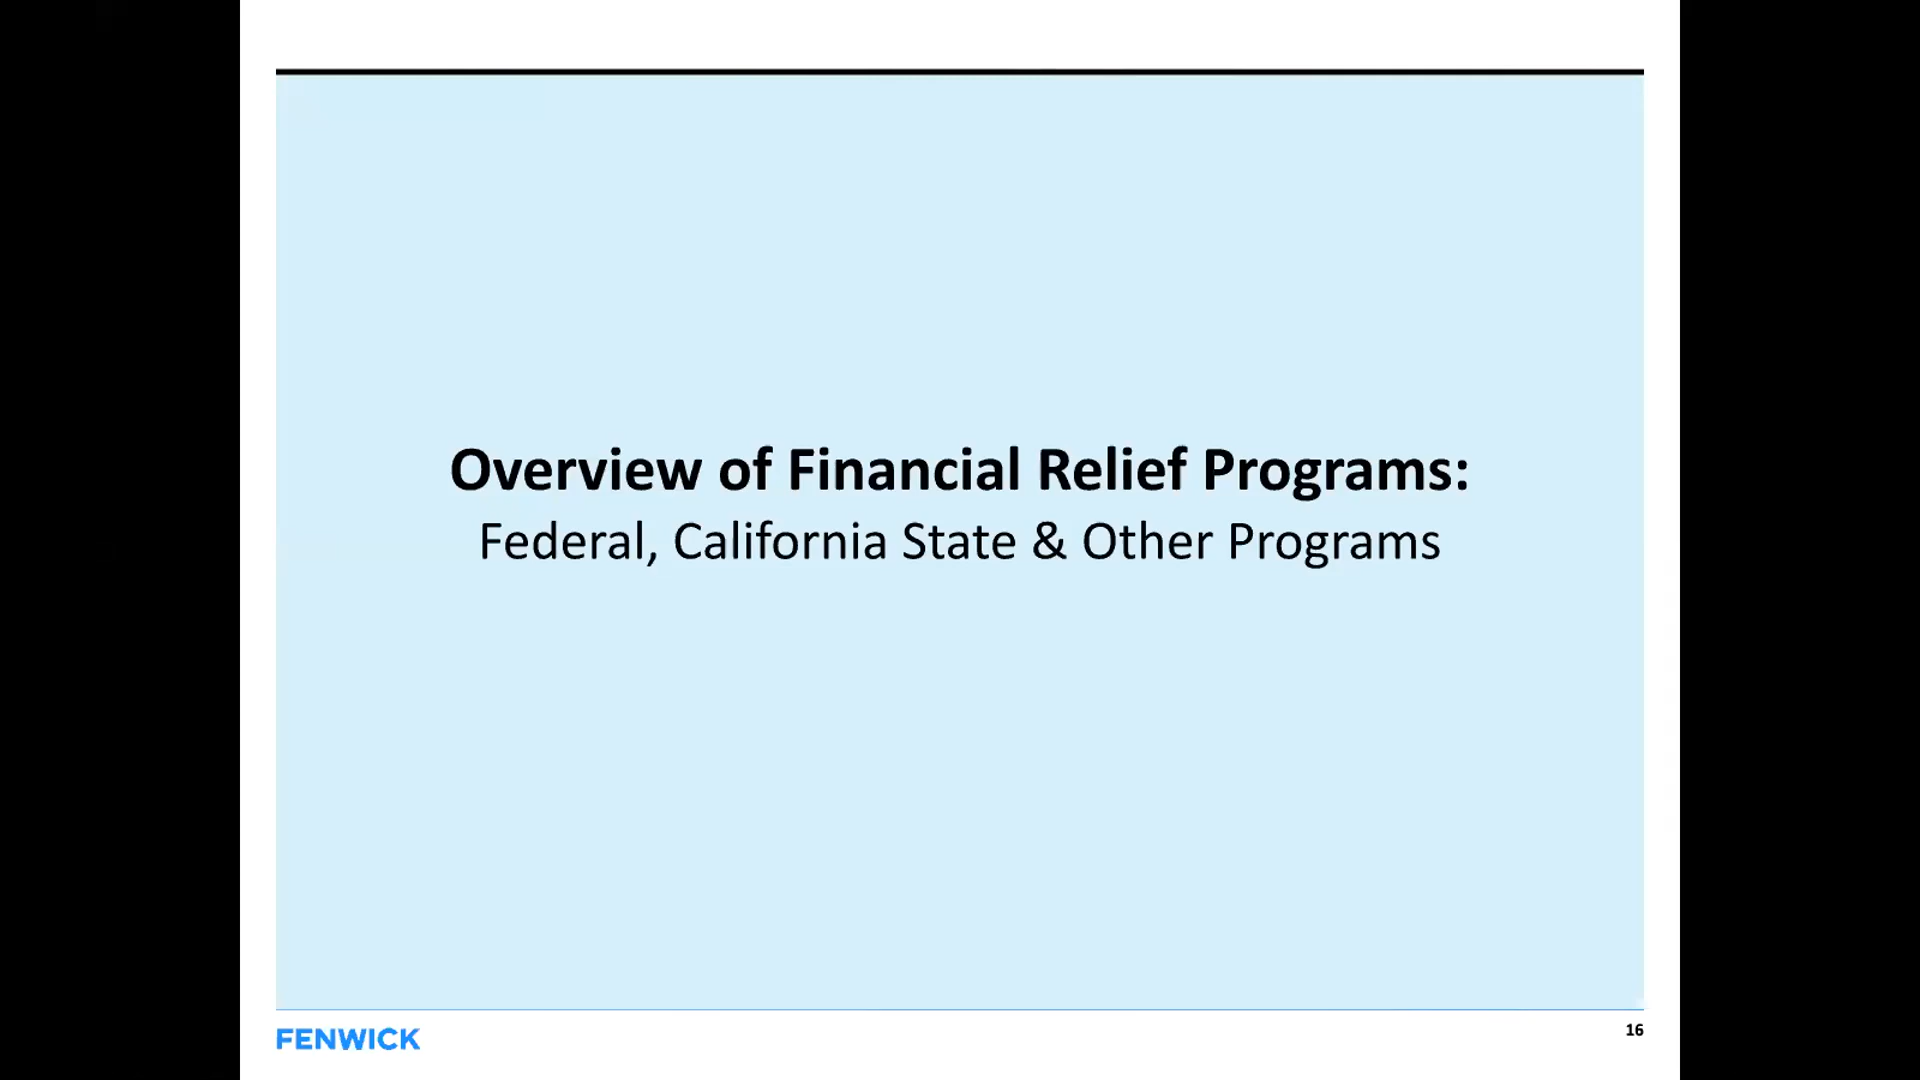 Overview of Financial Relief Programs:
Federal, California State & Other Programs
FENWICK
16